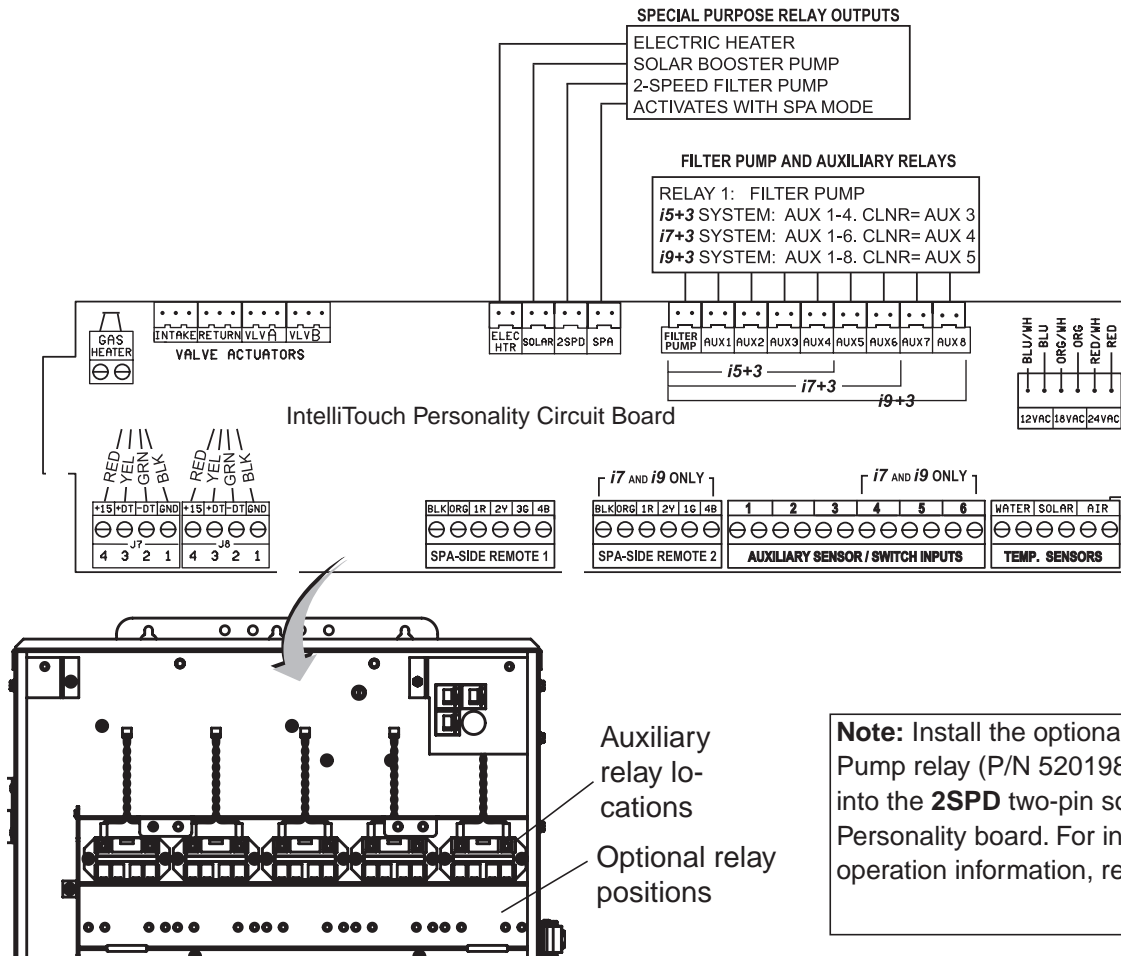 SPECIAL PURPOSE RELAY OUTPUTS
ELECTRIC HEATER
SOLAR BOOSTER PUMP
2-SPEED FILTER PUMP
ACTIVATES WITH SPA MODE
FILTER PUMP AND AUXILIARY RELAYS
RELAY 1: FILTER PUMP
i5+3 SYSTEM: AUX 1-4. CLNR= AUX 3
i7+3 SYSTEM: AUX 1-6. CLNR= AUX 4
i9+3 SYSTEM: AUX 1-8. CLNR= AUX 5
GAS
HEATER
INTAKE RETURN VLVA VLVB
VALVE ACTUATORS
ELEC
HTR SOLAR 2SPD SPA
FILTER
PUMP AUX1 AUX2 AUX3 AUX4 AUX5 AUX6 AUX7 AUX8
i5+3
i7+3
i9+3
BLU/WH
BLU
ORG/WH
ORG
RED/WH
RED
12VAC 18VAC 24VAC
IntelliTouch Personality Circuit Board
RED YEL GRN BLK RED YEL GRN BLK
+15 +DT -DT GND +15 +DT -DT GND
J7 J8
4 3 2 1 4 3 2 1
BLK ORG 1R 2Y 3G 4B
SPA-SIDE REMOTE 1
i7 AND i9 ONLY
BLK ORG 1R 2Y 1G 4B
SPA-SIDE REMOTE 2
i7 AND i9 ONLY
1 2 3 4 5 6
AUXILIARY SENSOR / SWITCH INPUTS
WATER SOLAR AIR
TEMP. SENSORS
Auxiliary
relay lo-
cations
Optional relay
positions
Note: Install the optional
Pump relay (P/N 520198
into the 2SPD two-pin so
Personality board. For in
operation information, re